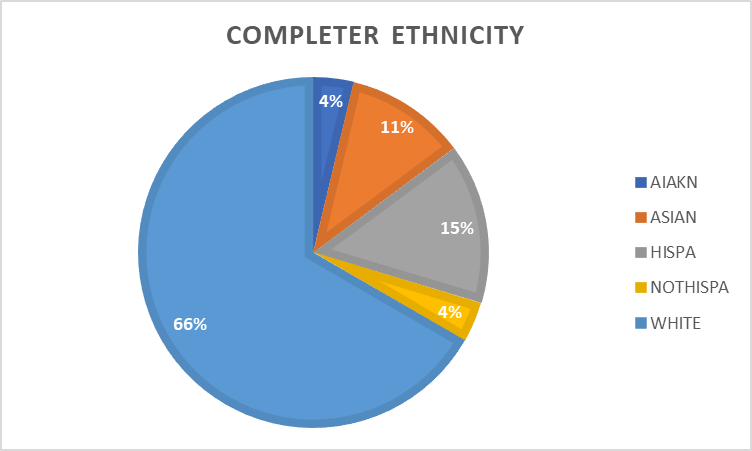 COMPLETER ETHNICITY
4%
11%
15%
4%
66%
AIAKN
ASIAN
HISPA
NOTHISPA
WHITE